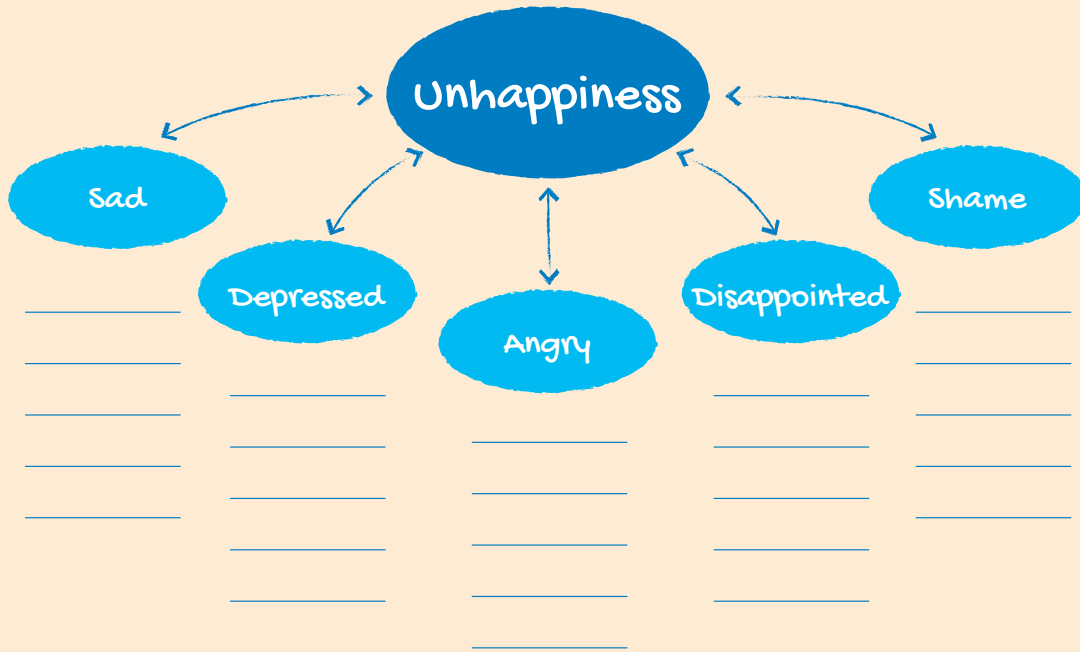 Unhappiness
Sad
Shame
Depressed
Disappointed
Angry